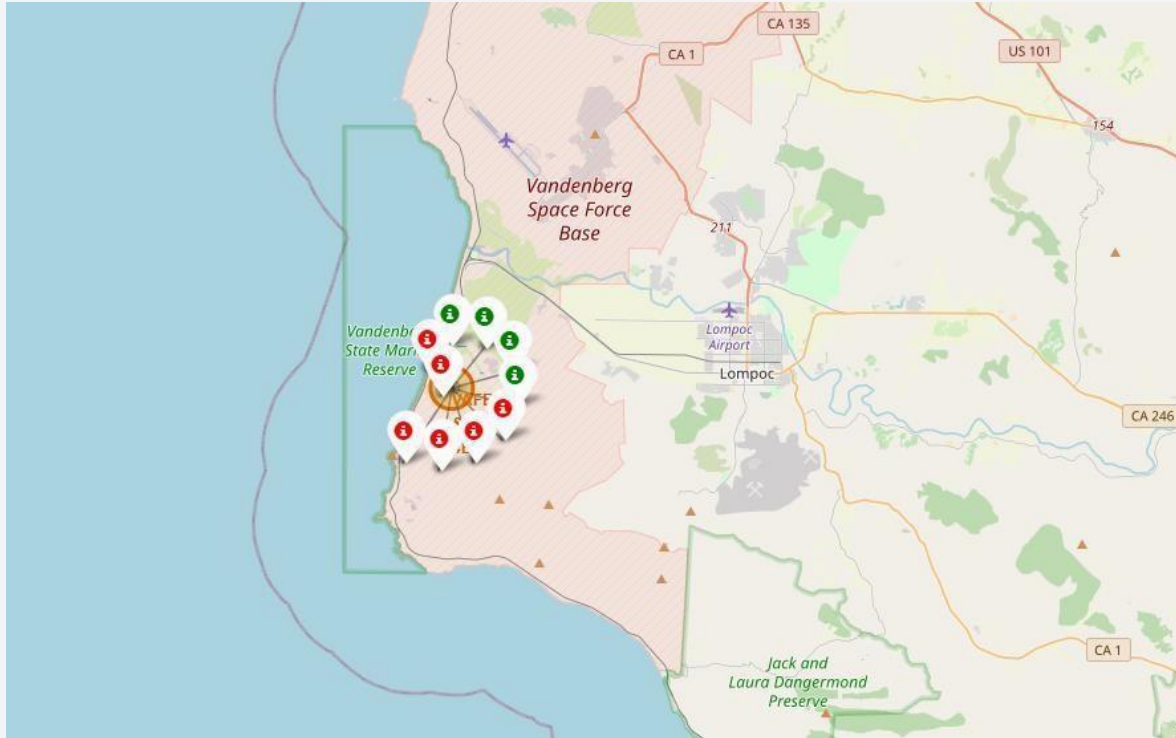 CA 135
CA 1
US 101
154
Vandenberg
Space Force
Base
211
Vandenb
State Mar
Reserve
Lompoc
Airport
Lompoc
CA 246
CA 1
Jack and
Laura Dangermond
Preserve